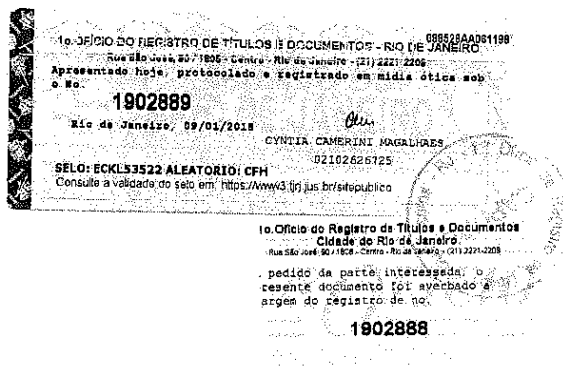 088528AA061198
1o. OFÍCIO DO REGISTRO DE TÍTULOS E DOCUMENTOS - RIO DE JANEIRO
Rua São José, 90 / 1806 - Centro - Rio de Janeiro - (21) 2221-2206
Apresentado hoje, protocolado e registrado em mídia ótica sob
o No.
1902889
Rio de Janeiro, 09/01/2018
CYNTIA CAMERINI MAGALHAES
02102626725
SELO: ECKL53522 ALEATORIO: CFH
Consulte a validade do selo em: https://www3.tjrj.jus.br/sitepublico
1o. Ofício do Registro de Títulos e Documentos
Cidade do Rio de Janeiro
Rua São José, 90 / 1806 - Centro - Rio de Janeiro - (21) 2221-2206
pedido da parte interessada, o
resente documento foi averbado à
argem do registro de no.
1902888